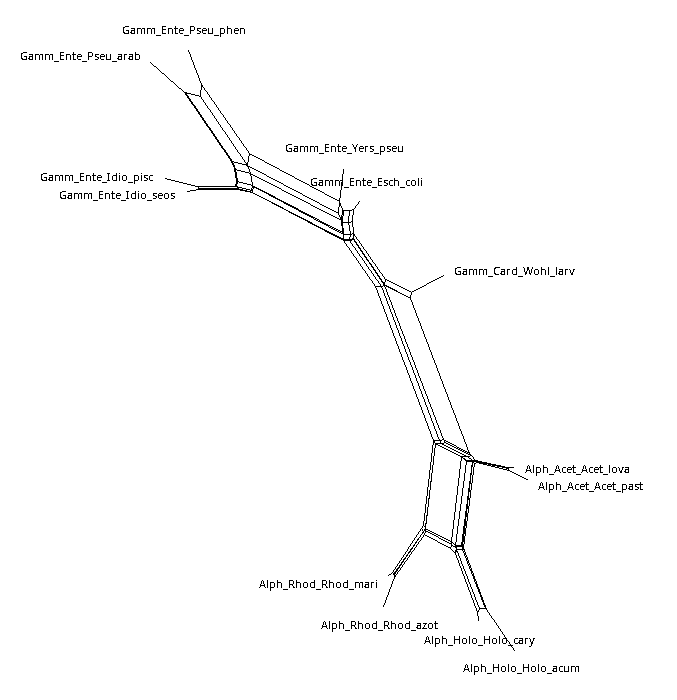 Gamm_Ente_Pseu_phen
Gamm_Ente_Pseu_arab
Gamm_Ente_Yers_pseu
Gamm_Ente_Idio_pisc
Gamm_Ente_Esch_coli
Gamm_Ente_Idio_seos
Gamm_Card_Wohl_larv
Alph_Acet_Acet_lova
Alph_Acet_Acet_past
Alph_Rhod_Rhod_mari
Alph_Rhod_Rhod_azot
Alph_Holo_Holo_cary
Alph_Holo_Holo_acum